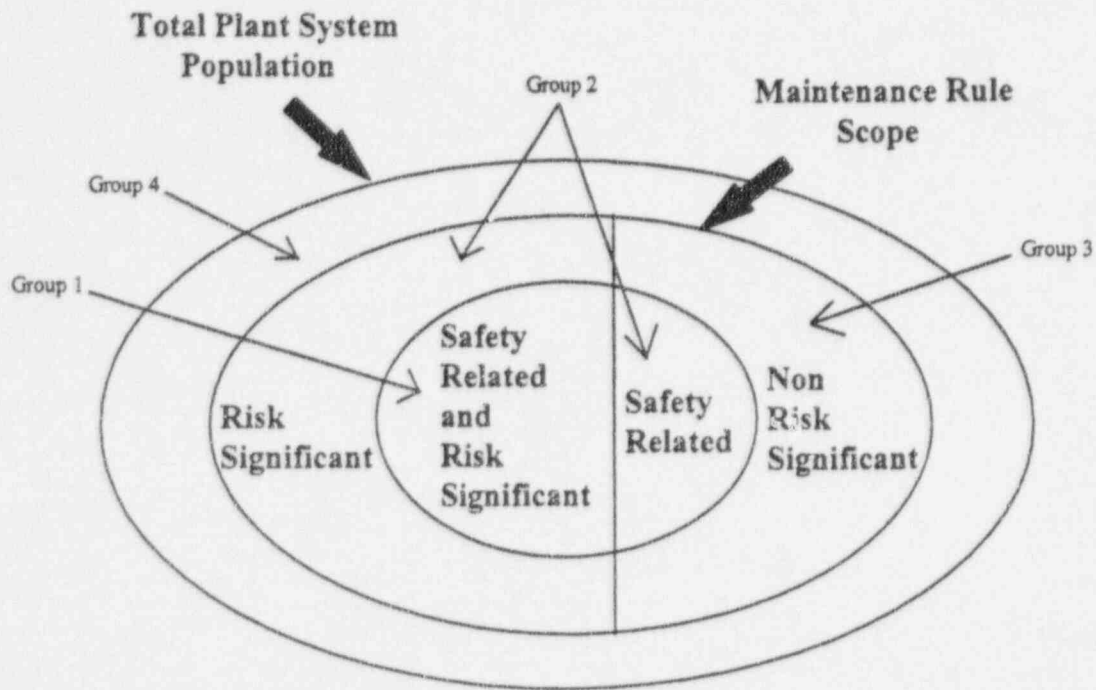 Total Plant System
Population
Group 2
Maintenance Rule
Scope
Group 4
Group 3
Group 1
Safety
Related
and
Risk
Significant
Risk
Significant
Safety
Related
Non
Risk
Significant